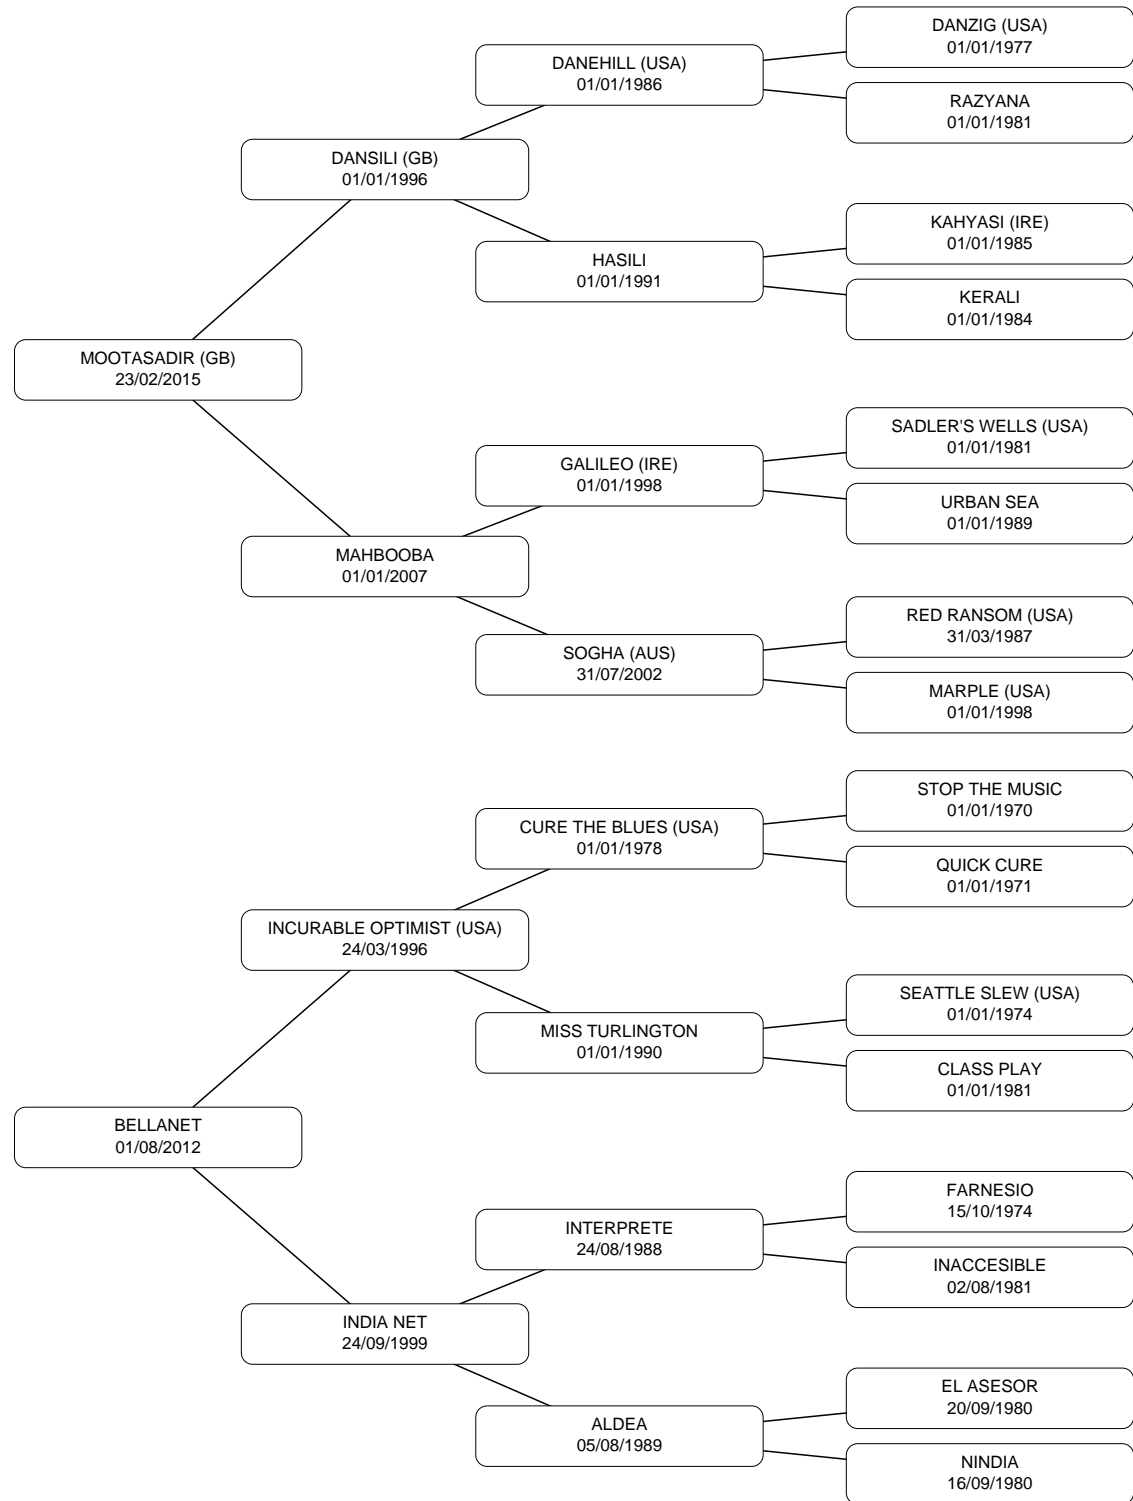 DANZIG (USA)
01/01/1977
DANEHILL (USA)
01/01/1986
RAZYANA
01/01/1981
DANSILI (GB)
01/01/1996
KAHYASI (IRE)
01/01/1985
HASILI
01/01/1991
KERALI
01/01/1984
MOOTASADIR (GB)
23/02/2015
SADLER'S WELLS (USA)
01/01/1981
GALILEO (IRE)
01/01/1998
URBAN SEA
01/01/1989
MAHBOOBA
01/01/2007
RED RANSOM (USA)
31/03/1987
SOGHA (AUS)
31/07/2002
MARPLE (USA)
01/01/1998
STOP THE MUSIC
01/01/1970
CURE THE BLUES (USA)
01/01/1978
QUICK CURE
01/01/1971
INCURABLE OPTIMIST (USA)
24/03/1996
SEATTLE SLEW (USA)
01/01/1974
MISS TURLINGTON
01/01/1990
CLASS PLAY
01/01/1981
BELLANET
01/08/2012
FARNESIO
15/10/1974
INTERPRETE
24/08/1988
INACCESIBLE
02/08/1981
INDIA NET
24/09/1999
EL ASESOR
20/09/1980
ALDEA
05/08/1989
NINDIA
16/09/1980